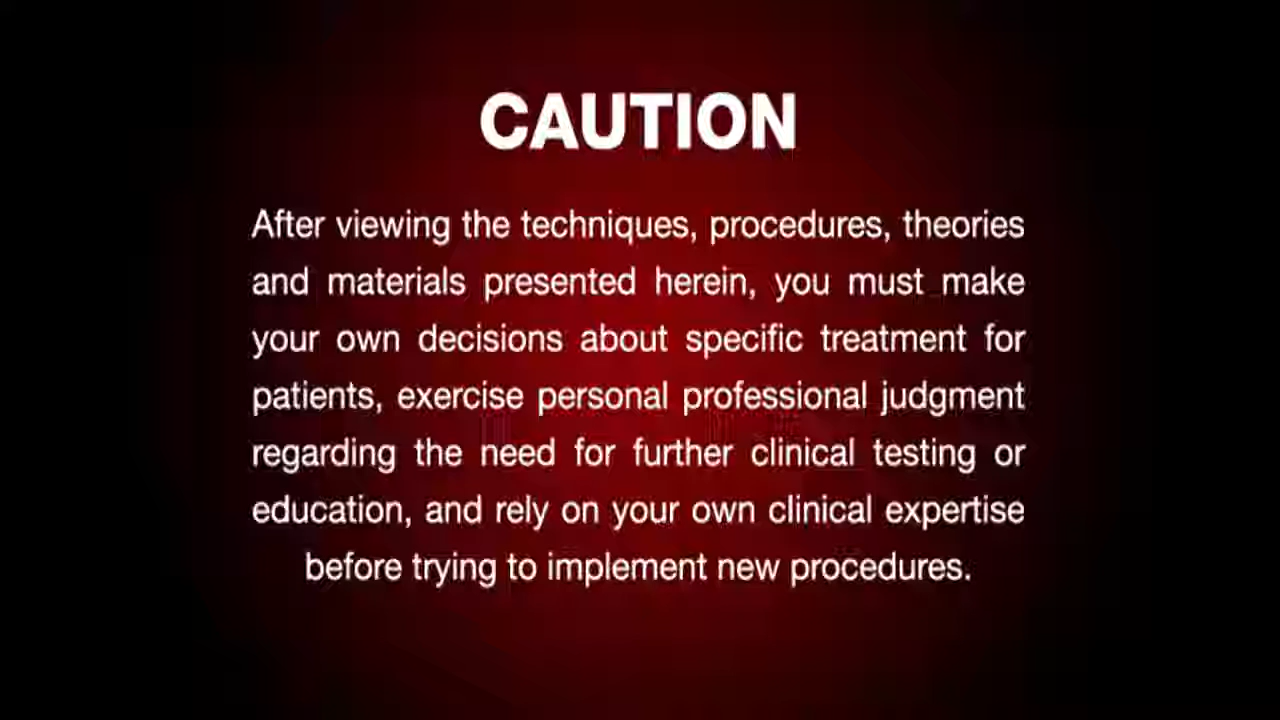 CAUTION
After viewing the techniques, procedures, theories
and materials presented herein, you must make
your own decisions about specific treatment for
patients, exercise personal professional judgment
regarding the need for further clinical testing or
education, and rely on your own clinical expertise
before trying to implement new procedures.